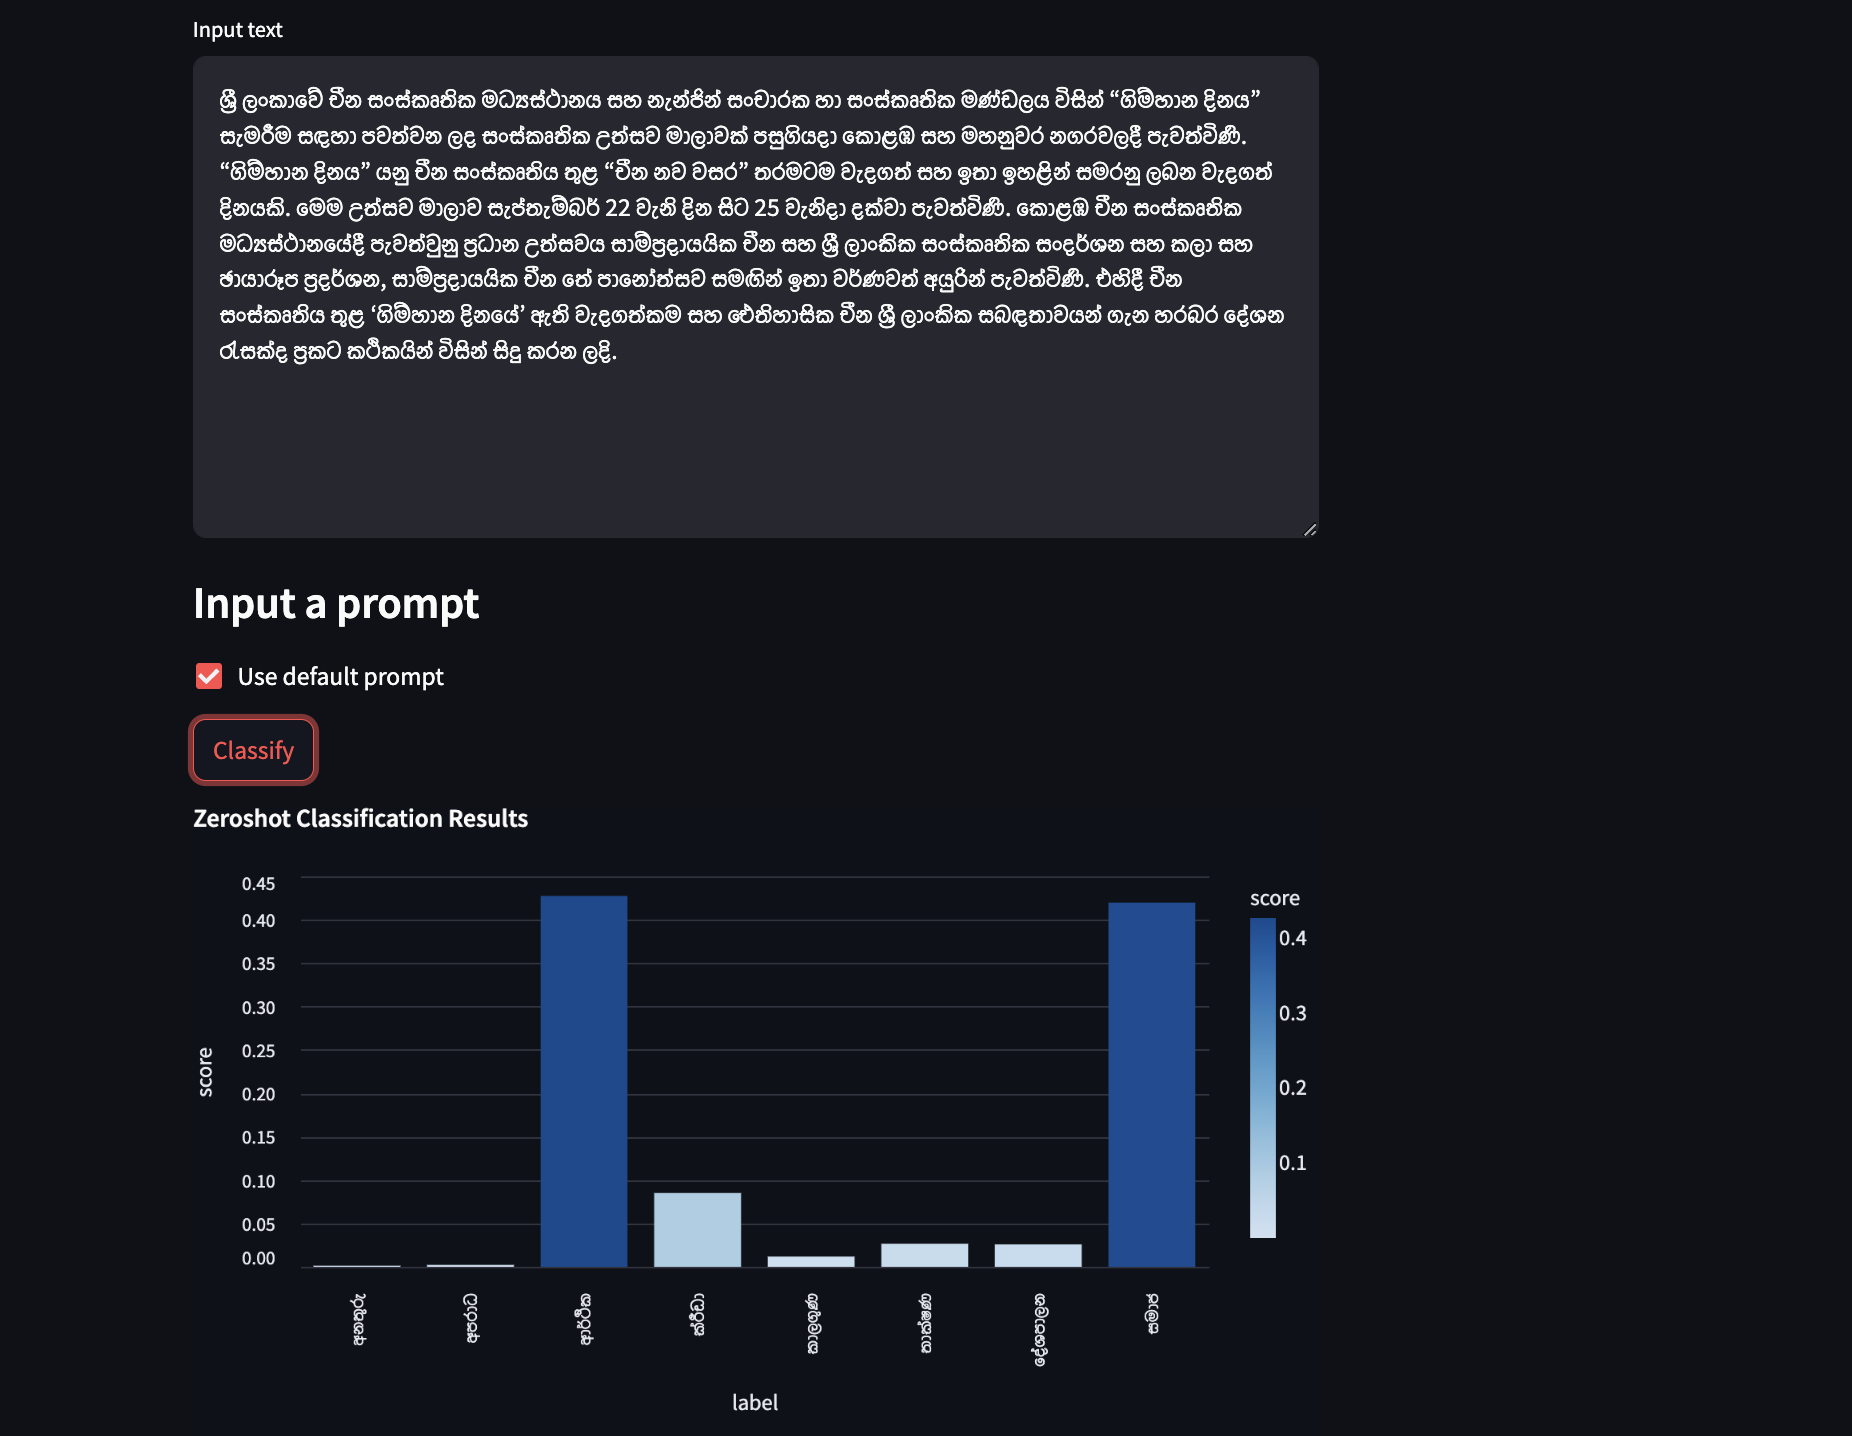 Input text
ශ්‍රී ලංකාවේ චීන සංස්කෘතික මධ්‍යස්ථානය සහ නැන්ජින් සංචාරක හා සංස්කෘතික මණ්ඩලය විසින් “ගිම්හාන දිනය”
සැමරීම සඳහා පවත්වන ලද සංස්කෘතික උත්සව මාලාවක් පසුගියදා කොළඹ සහ මහනුවර නගරවලදී පැවත්විණි.
“ගිම්හාන දිනය” යනු චීන සංස්කෘතිය තුළ “චීන නව වසර” තරමටම වැදගත් සහ ඉතා ඉහළින් සමරනු ලබන වැදගත්
දිනයකි. මෙම උත්සව මාලාව සැප්තැම්බර් 22 වැනි දින සිට 25 වැනිදා දක්වා පැවත්විණි. කොළඹ චීන සංස්කෘතික
මධ්‍යස්ථානයේදී පැවත්වුනු ප්‍රධාන උත්සවය සාම්ප්‍රදායයික චීන සහ ශ්‍රී ලාංකික සංස්කෘතික සංදර්ශන සහ කලා සහ
ඡායාරූප ප්‍රදර්ශන, සාම්ප්‍රදායයික චීන තේ පානෝත්සව සමඟින් ඉතා වර්ණවත් අයුරින් පැවත්විණි. එහිදී චීන
සංස්කෘතිය තුළ ‘ගිම්හාන දිනයේ’ ඇති වැදගත්කම සහ ඓතිහාසික චීන ශ්‍රී ලාංකික සබඳතාවයන් ගැන හරබර දේශන
රැසක්ද ප්‍රකට කථිකයින් විසින් සිදු කරන ලදි.
Input a prompt
Use default prompt
Classify
Zeroshot Classification Results
0.45
0.40
0.35
0.30
0.25
0.20
0.15
0.10
0.05
0.00
score
අනතුරු
අපරාධ
ආර්ථික
ක්රීඩා
කාලගුණ
තාක්ෂණ
දේශපාලන
සමාජ
label
score
0.4
0.3
0.2
0.1